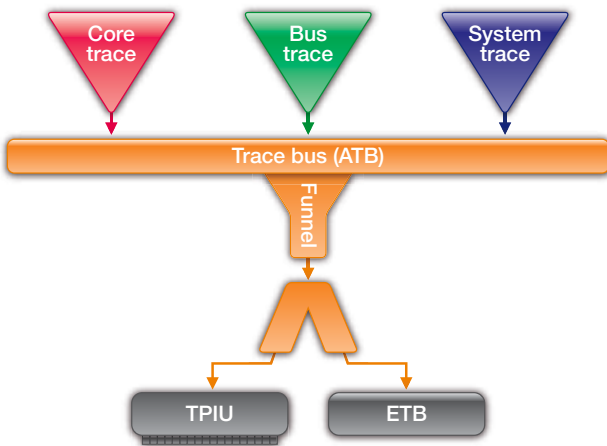 Core
trace
Bus
trace
System
trace
Trace bus (ATB)
Funnel
TPIU
ETB